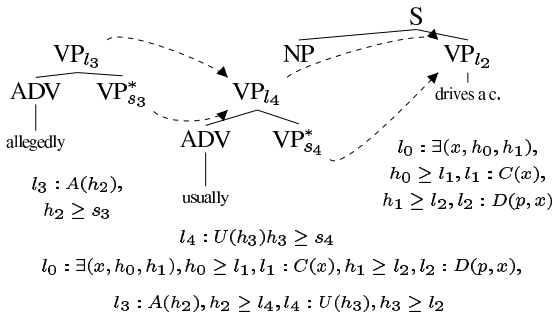 S
NP VP_{l_2}
drives a c.
VP_{l_3}
ADV VP^*_{s_3}
allegedly
VP_{l_4}
ADV VP^*_{s_4}
usually
l_3 : A(h_2),
h_2 ≥ s_3
l_4 : U(h_3)h_3 ≥ s_4
l_0 : ∃(x, h_0, h_1),
h_0 ≥ l_1, l_1 : C(x),
h_1 ≥ l_2, l_2 : D(p, x)
l_0 : ∃(x, h_0, h_1), h_0 ≥ l_1, l_1 : C(x), h_1 ≥ l_2, l_2 : D(p, x),
l_3 : A(h_2), h_2 ≥ l_4, l_4 : U(h_3), h_3 ≥ l_2